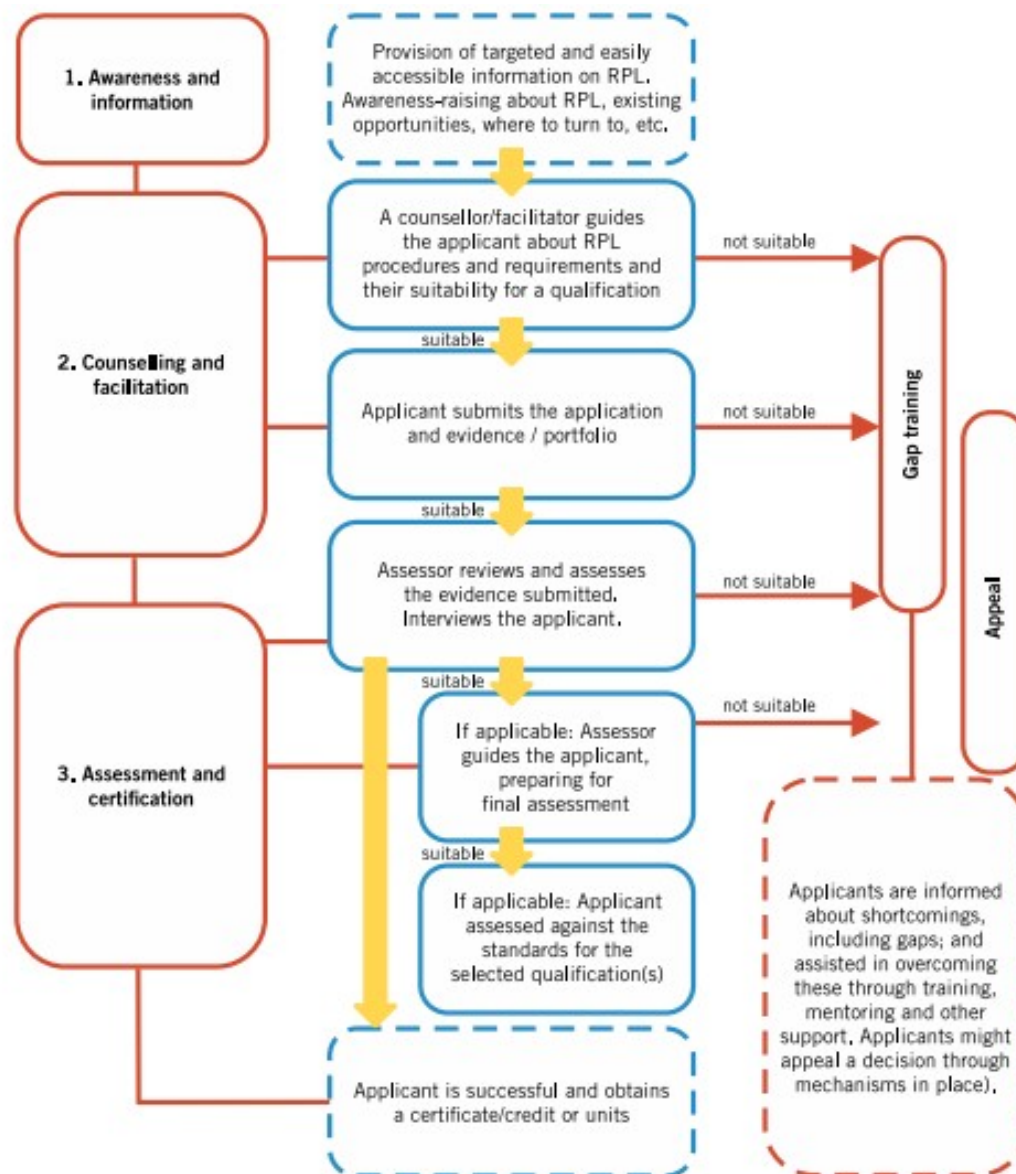 1. Awareness and
information
Provision of targeted and easily
accessible information on RPL.
Awareness-raising about RPL, existing
opportunities, where to turn to, etc.
2. Counselling and
facilitation
A counsellor/facilitator guides
the applicant about RPL
procedures and requirements and
their suitability for a qualification
not suitable
suitable
Applicant submits the application
and evidence / portfolio
not suitable
suitable
Gap training
Appeal
3. Assessment and
certification
Assessor reviews and assesses
the evidence submitted.
Interviews the applicant.
not suitable
suitable
If applicable: Assessor
guides the applicant,
preparing for
final assessment
not suitable
suitable
If applicable: Applicant
assessed against the
standards for the
selected qualification(s)
Applicant is successful and obtains
a certificate/credit or units
Applicants are informed
about shortcomings,
including gaps; and
assisted in overcoming
these through training,
mentoring and other
support. Applicants might
appeal a decision through
mechanisms in place).